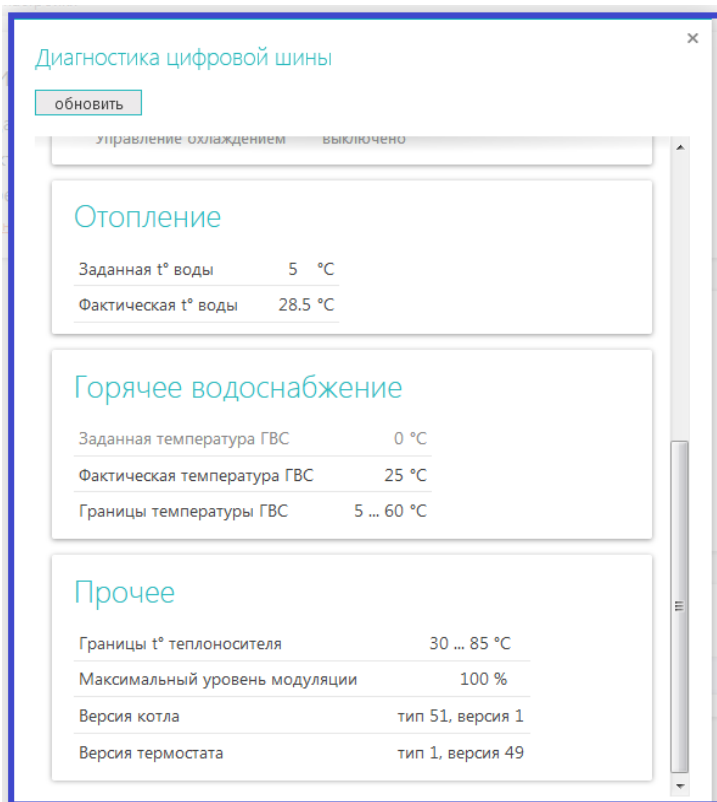 Диагностика цифровой шины
×
обновить
Управление охлаждением выключено
Отопление
Заданная t° воды 5 °C
Фактическая t° воды 28.5 °C
Горячее водоснабжение
Заданная температура ГВС 0 °C
Фактическая температура ГВС 25 °C
Границы температуры ГВС 5 ... 60 °C
Прочее
Границы t° теплоносителя 30 ... 85 °C
Максимальный уровень модуляции 100 %
Версия котла тип 51, версия 1
Версия термостата тип 1, версия 49